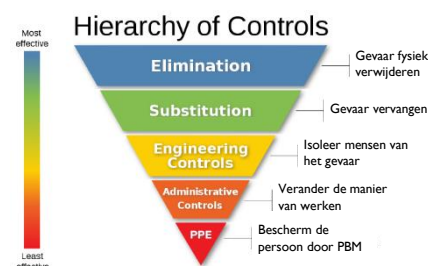 Hierarchy of Controls
Most
effective
Elimination
Gevaar fysiek
verwijderen
Substitution
Gevaar vervangen
Engineering
Controls
Isoleer mensen van
het gevaar
Administrative
Controls
Verander de manier
van werken
PPE
Bescherm de
persoon door PBM
Least
effective